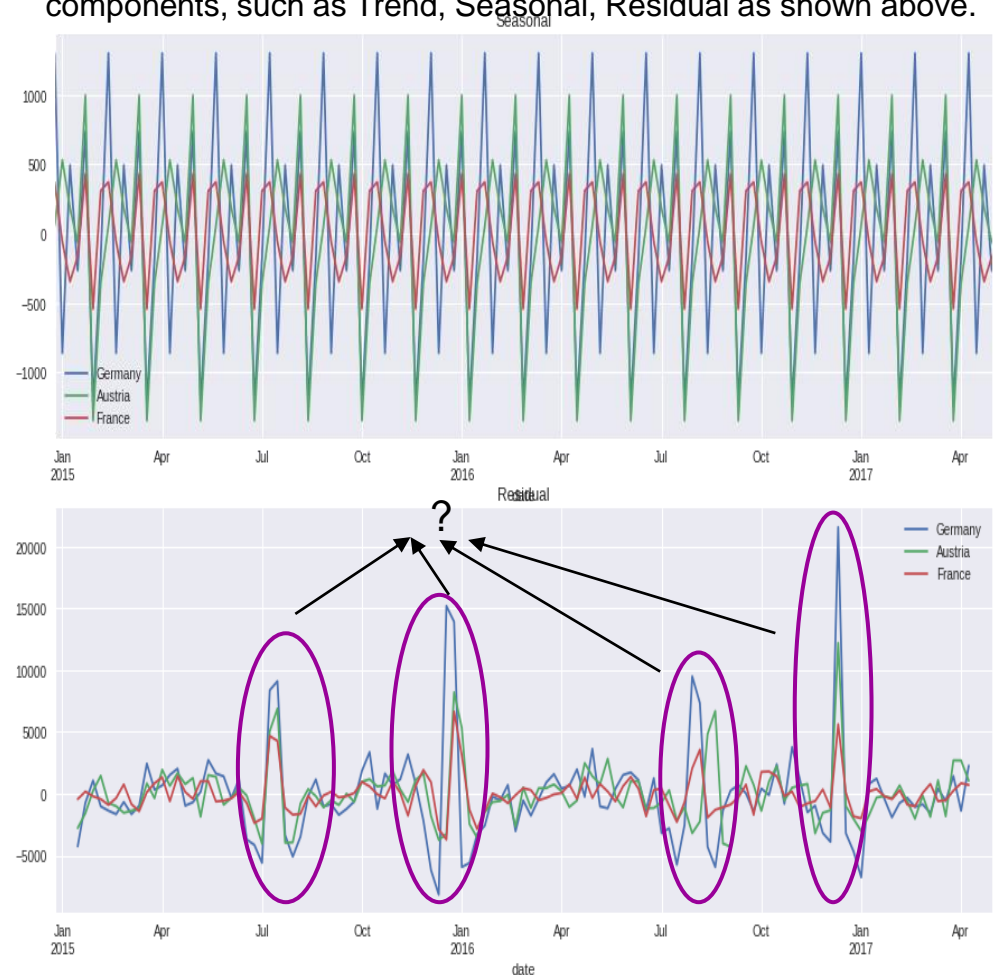 components, such as Trend, Seasonal, Residual as shown above.
Seasonal
1000
500
0
−500
−1000
Germany
Austria
France
Jan Apr Jul Oct Jan Apr Jul Oct Jan Apr
2015 2016 2017
date
Residual
?
Germany
Austria
France
20000
15000
10000
5000
0
−5000
Jan Apr Jul Oct Jan Apr Jul Oct Jan Apr
2015 2016 2017
date